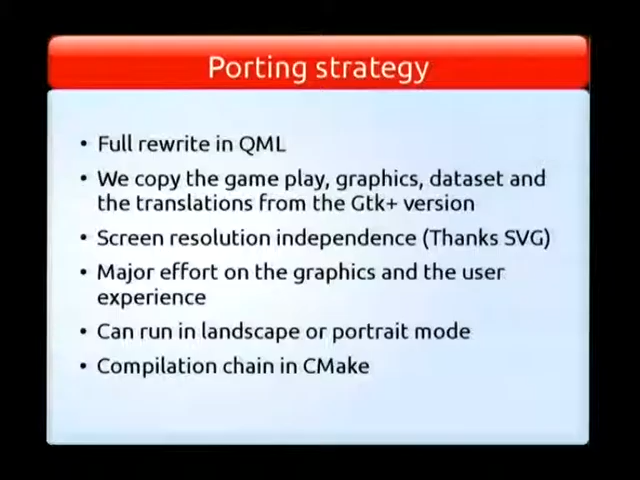 Porting strategy
• Full rewrite in QML
• We copy the game play, graphics, dataset and
the translations from the Gtk+ version
• Screen resolution independence (Thanks SVG)
• Major effort on the graphics and the user
experience
• Can run in landscape or portrait mode
• Compilation chain in CMake